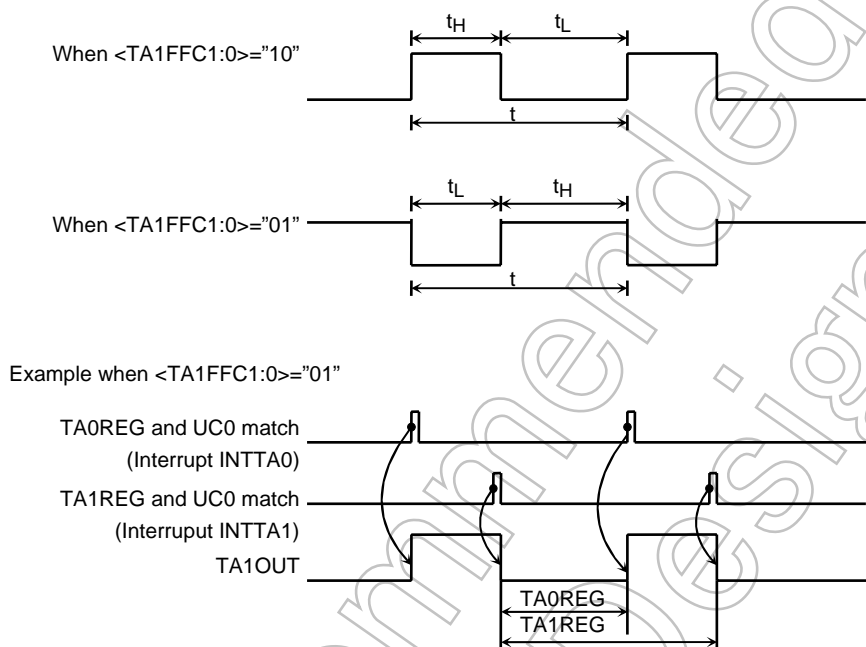 tH tL
When <TA1FFC1:0>="10"
t
tL tH
When <TA1FFC1:0>="01"
t
Example when <TA1FFC1:0>="01"
TA0REG and UC0 match
(Interrupt INTTA0)
TA1REG and UC0 match
(Interruput INTTA1)
TA1OUT
TA0REG
TA1REG